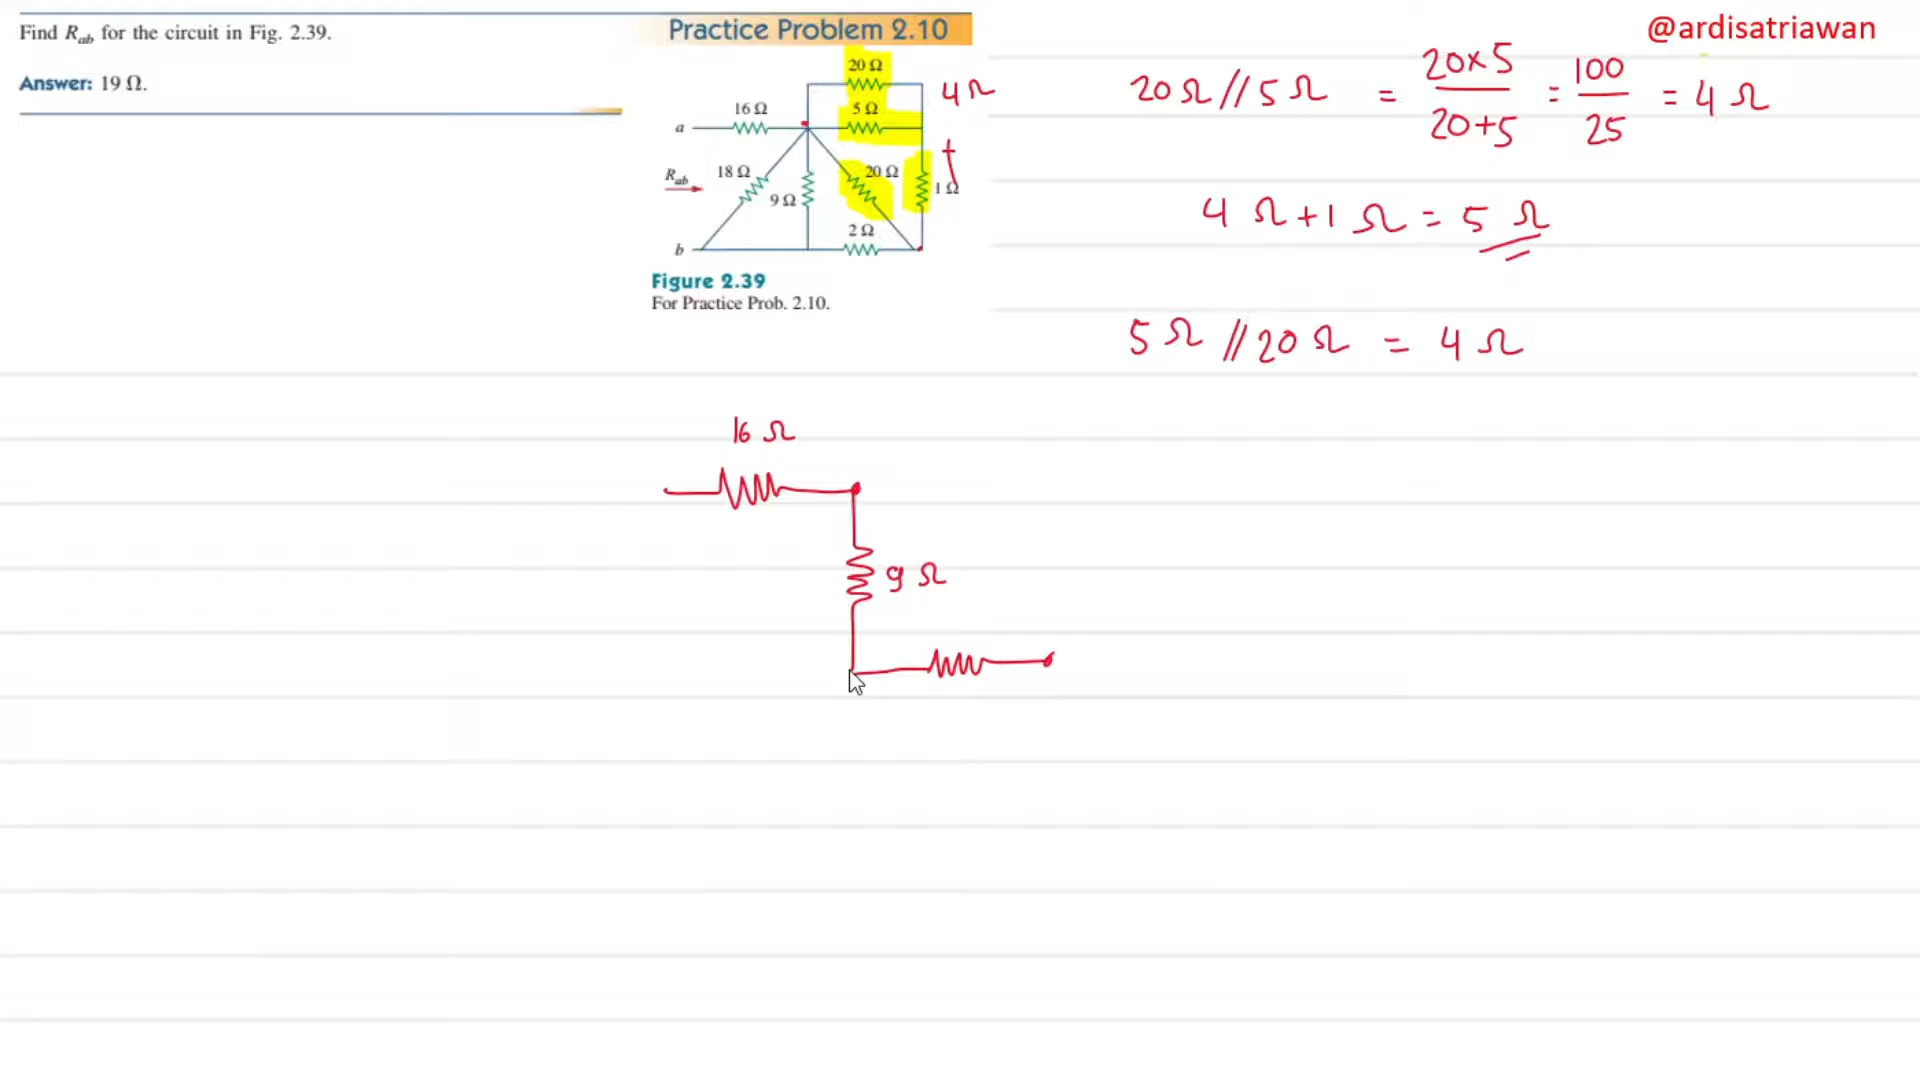 Find R_ab for the circuit in Fig. 2.39.
Answer: 19 Ω.
Practice Problem 2.10
20 Ω
16 Ω
5 Ω
a
R_ab
18 Ω
9 Ω
20 Ω
1 Ω
2 Ω
b
4 Ω
+
Figure 2.39
For Practice Prob. 2.10.
@ardisatriawan
20 Ω // 5 Ω = 20x5/20+5 = 100/25 = 4 Ω
4 Ω + 1 Ω = 5 Ω
5 Ω // 20 Ω = 4 Ω
16 Ω
9 Ω